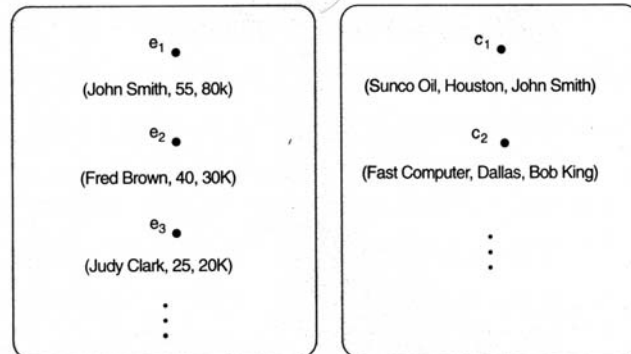 e1
(John Smith, 55, 80k)
e2
(Fred Brown, 40, 30K)
e3
(Judy Clark, 25, 20K)
c1
(Sunco Oil, Houston, John Smith)
c2
(Fast Computer, Dallas, Bob King)